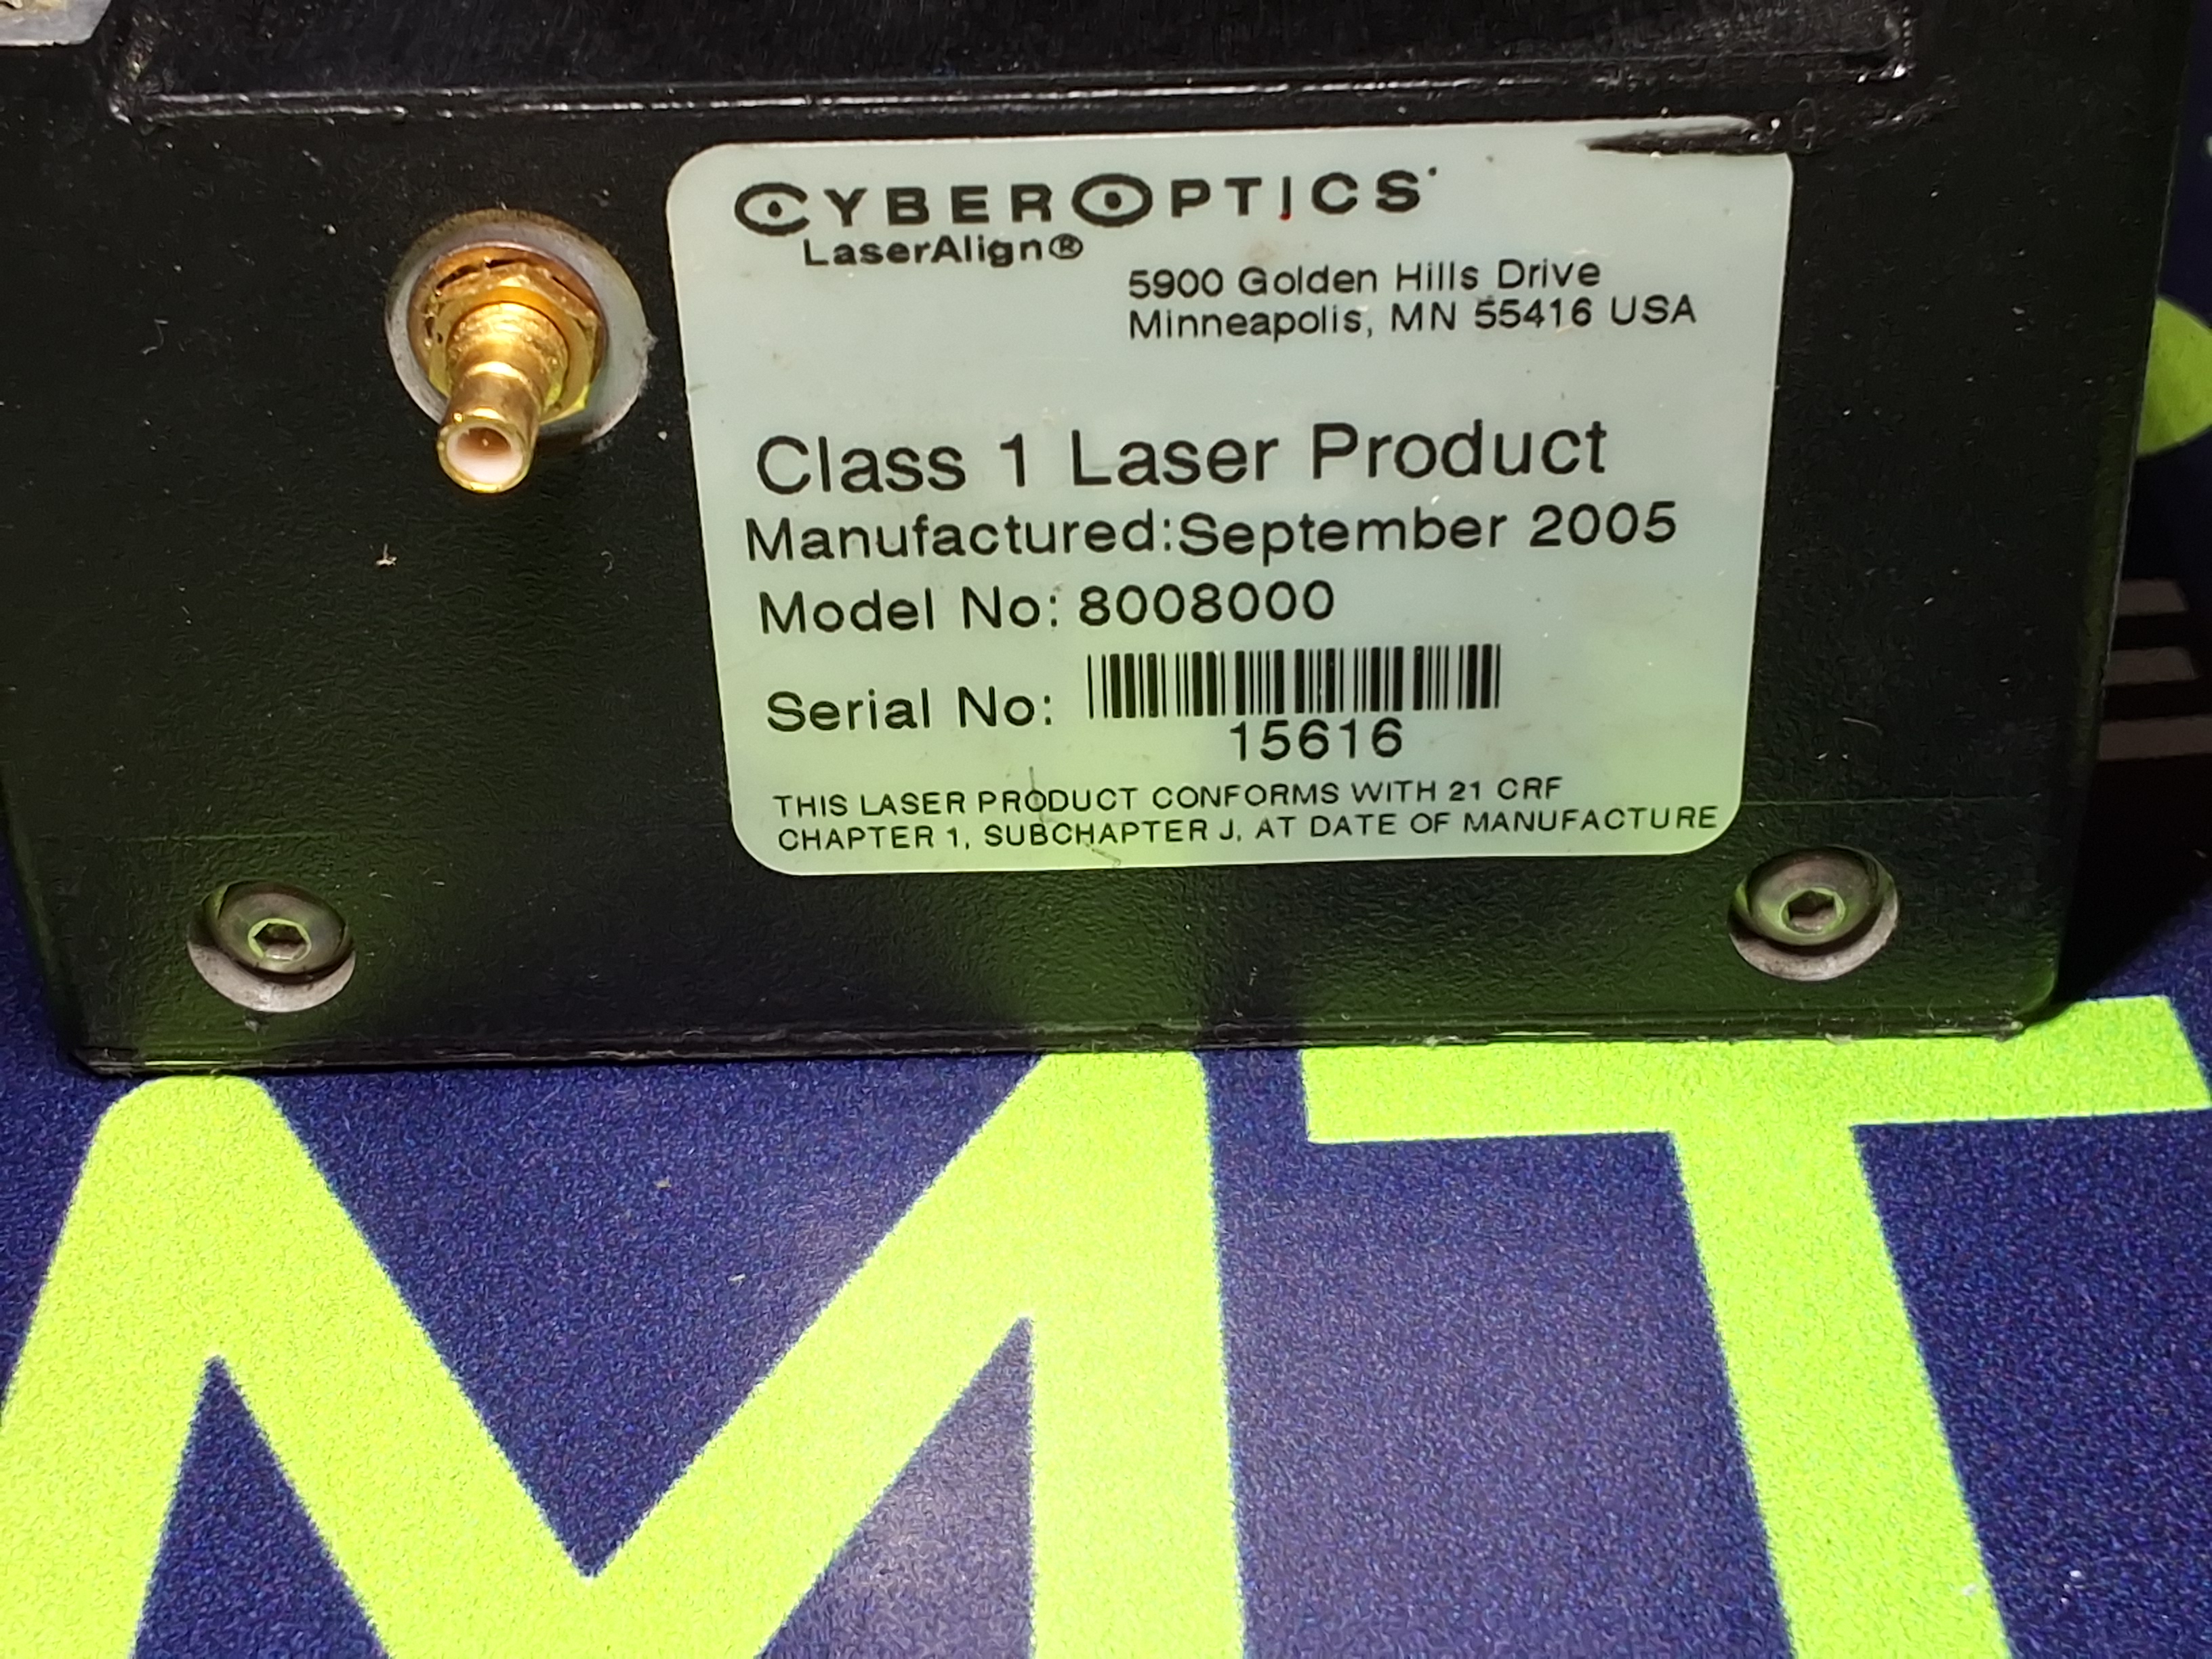 CYBEROPTICS
LaserAlign®
5900 Golden Hills Drive
Minneapolis, MN 55416 USA
Class 1 Laser Product
Manufactured:September 2005
Model No: 8008000
Serial No:
15616
THIS LASER PRODUCT CONFORMS WITH 21 CRF
CHAPTER 1, SUBCHAPTER J, AT DATE OF MANUFACTURE
MT